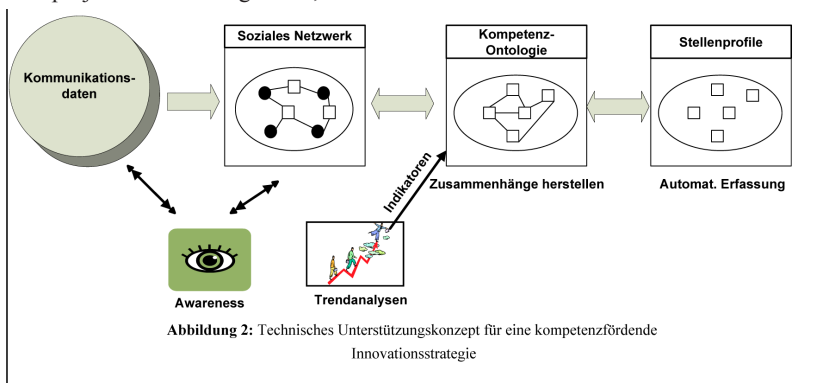 Soziales Netzwerk
Kompetenz-
Ontologie
Stellenprofile
Kommunikations-
daten
Indikatoren
Zusammenhänge herstellen
Automat. Erfassung
Awareness
Trendanalysen
Abbildung 2: Technisches Unterstützungskonzept für eine kompetenzfördende
Innovationsstrategie